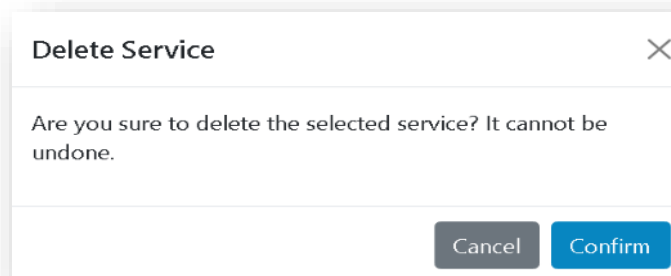 Delete Service
Are you sure to delete the selected service? It cannot be
undone.
Cancel Confirm